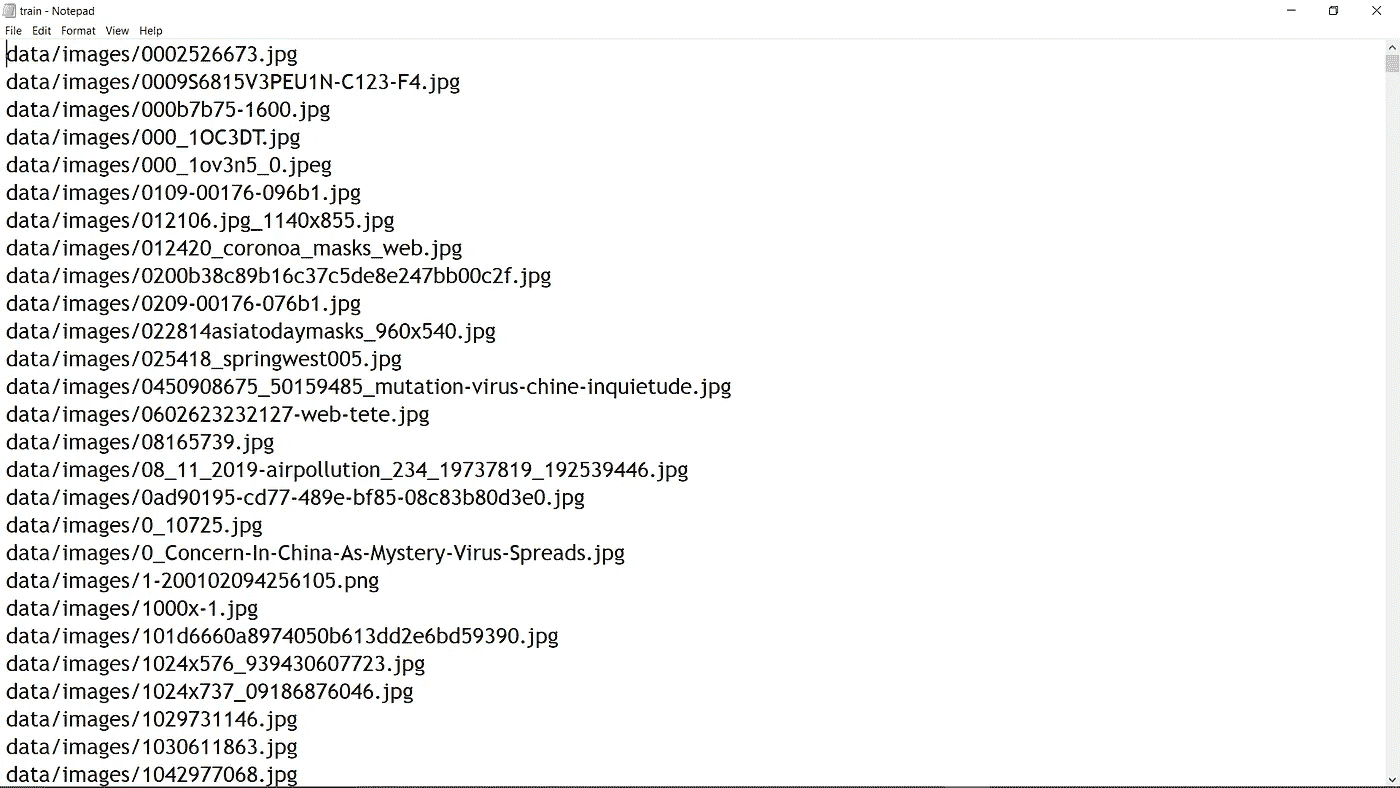 train - Notepad
File Edit Format View Help
data/images/0002526673.jpg
data/images/0009S6815V3PEU1N-C123-F4.jpg
data/images/000b7b75-1600.jpg
data/images/000_1OC3DT.jpg
data/images/000_1ov3n5_0.jpeg
data/images/0109-00176-096b1.jpg
data/images/012106.jpg_1140x855.jpg
data/images/012420_coronoa_masks_web.jpg
data/images/0200b38c89b16c37c5de8e247bb00c2f.jpg
data/images/0209-00176-076b1.jpg
data/images/022814asiatodaymasks_960x540.jpg
data/images/025418_springwest005.jpg
data/images/0450908675_50159485_mutation-virus-chine-inquietude.jpg
data/images/0602623232127-web-tete.jpg
data/images/08165739.jpg
data/images/08_11_2019-airpollution_234_19737819_192539446.jpg
data/images/0ad90195-cd77-489e-bf85-08c83b80d3e0.jpg
data/images/0_10725.jpg
data/images/0_Concern-In-China-As-Mystery-Virus-Spreads.jpg
data/images/1-200102094256105.png
data/images/1000x-1.jpg
data/images/101d6660a8974050b613dd2e6bd59390.jpg
data/images/1024x576_939430607723.jpg
data/images/1024x737_09186876046.jpg
data/images/1029731146.jpg
data/images/1030611863.jpg
data/images/1042977068.jpg